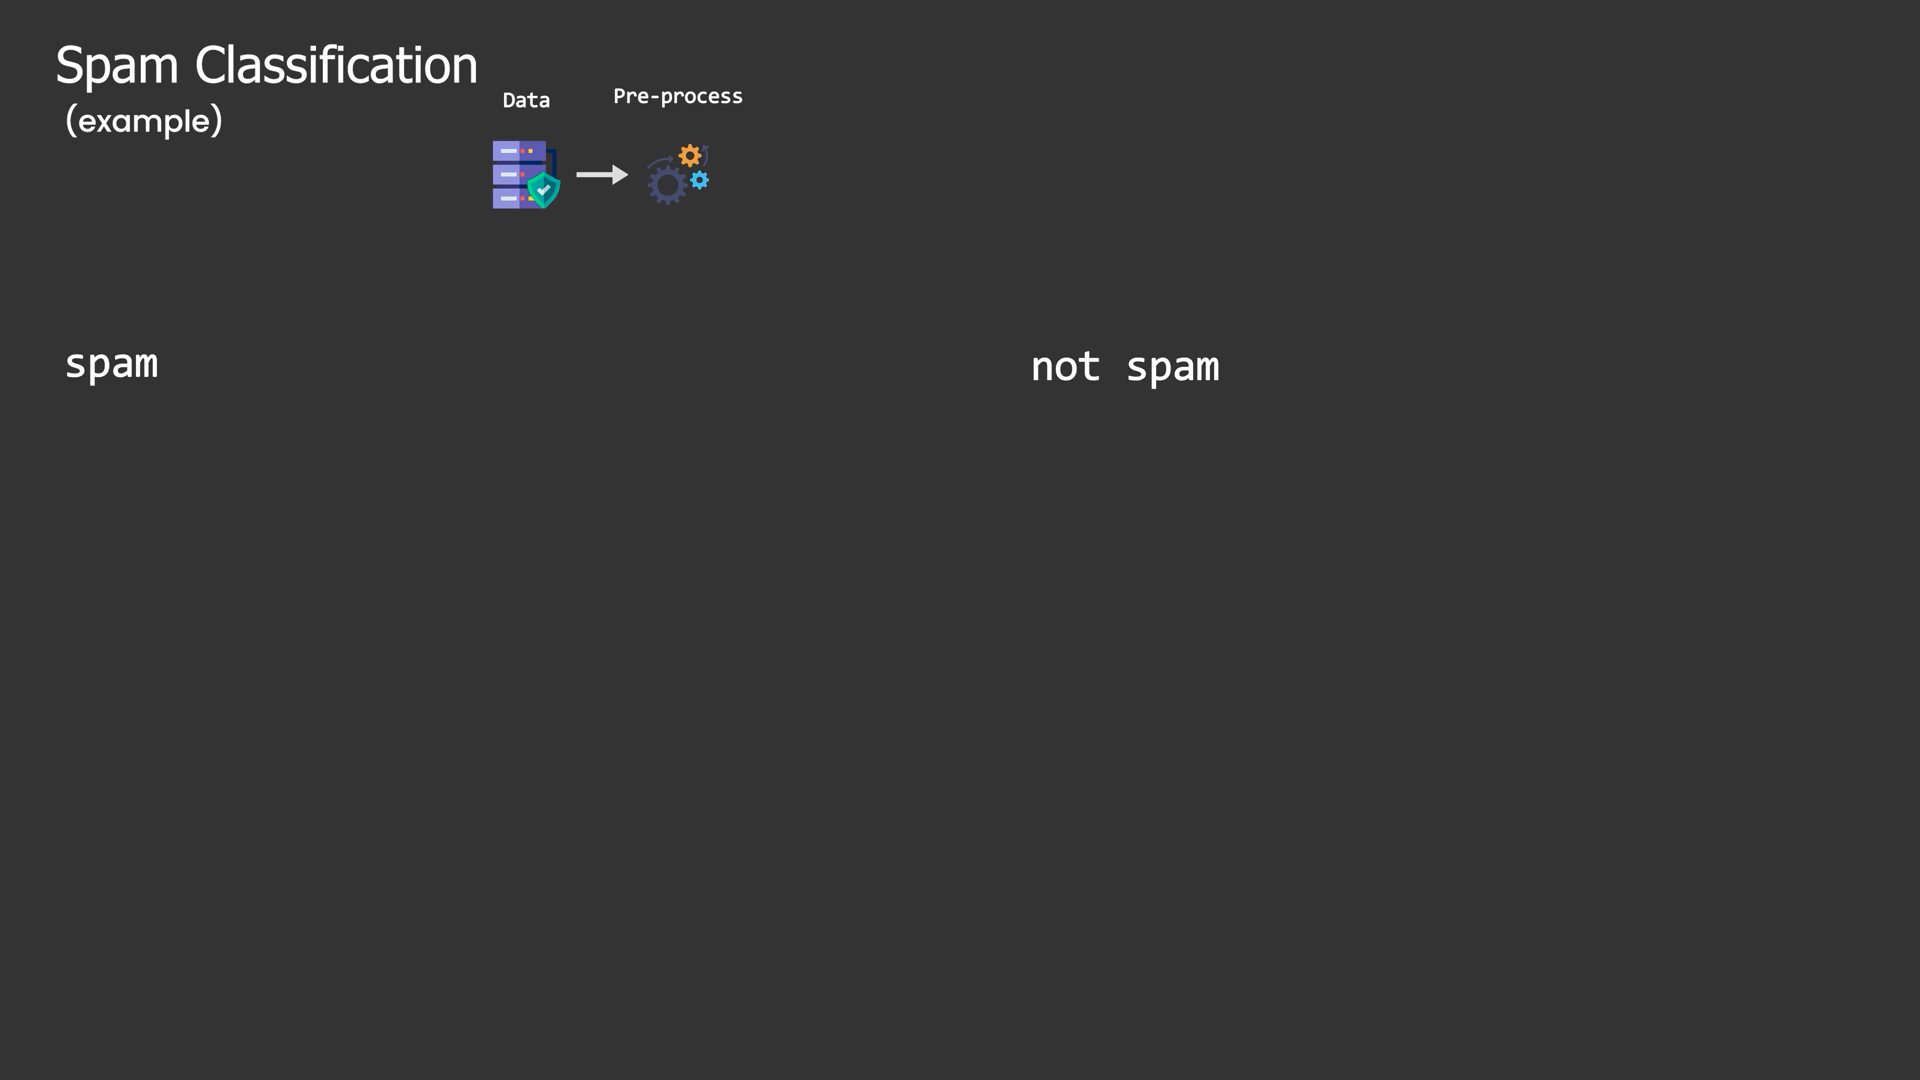 Spam Classification
(example)
Data
Pre-process
spam
not spam